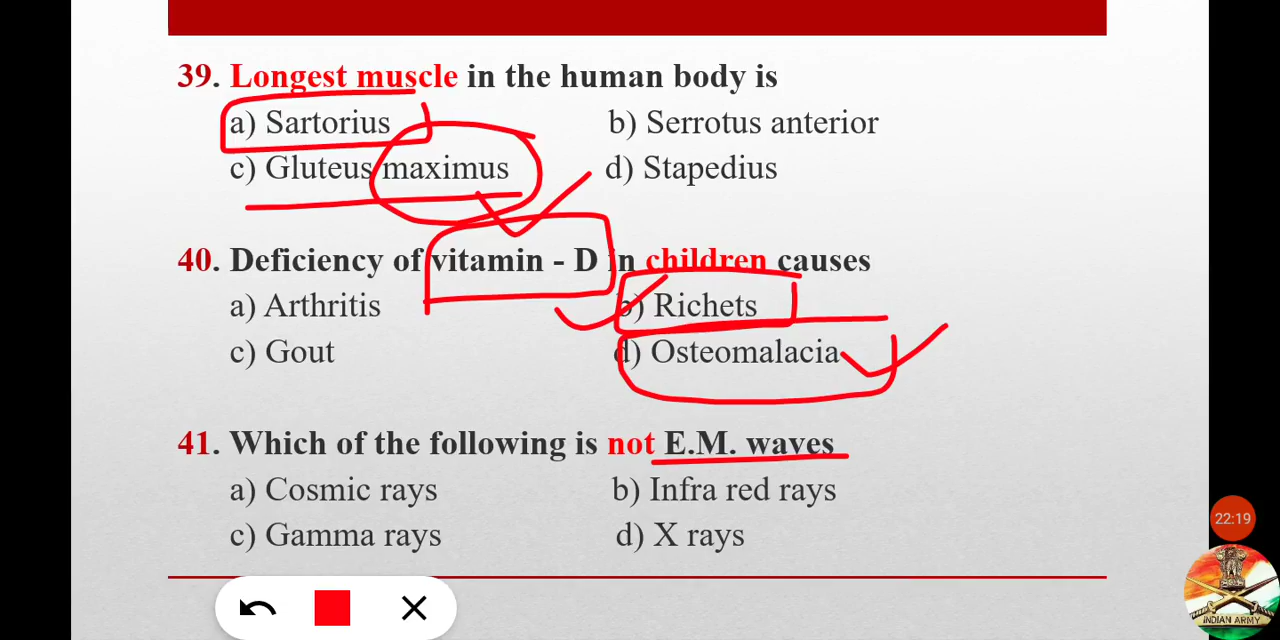 39. Longest muscle in the human body is
a) Sartorius b) Serrotus anterior
c) Gluteus maximus d) Stapedius
40. Deficiency of vitamin - D in children causes
a) Arthritis b) Richets
c) Gout d) Osteomalacia
41. Which of the following is not E.M. waves
a) Cosmic rays b) Infra red rays
c) Gamma rays d) X rays
22:19
INDIAN ARMY